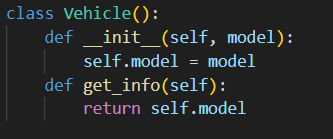 class Vehicle():
    def __init__(self, model):
        self.model = model
    def get_info(self):
        return self.model